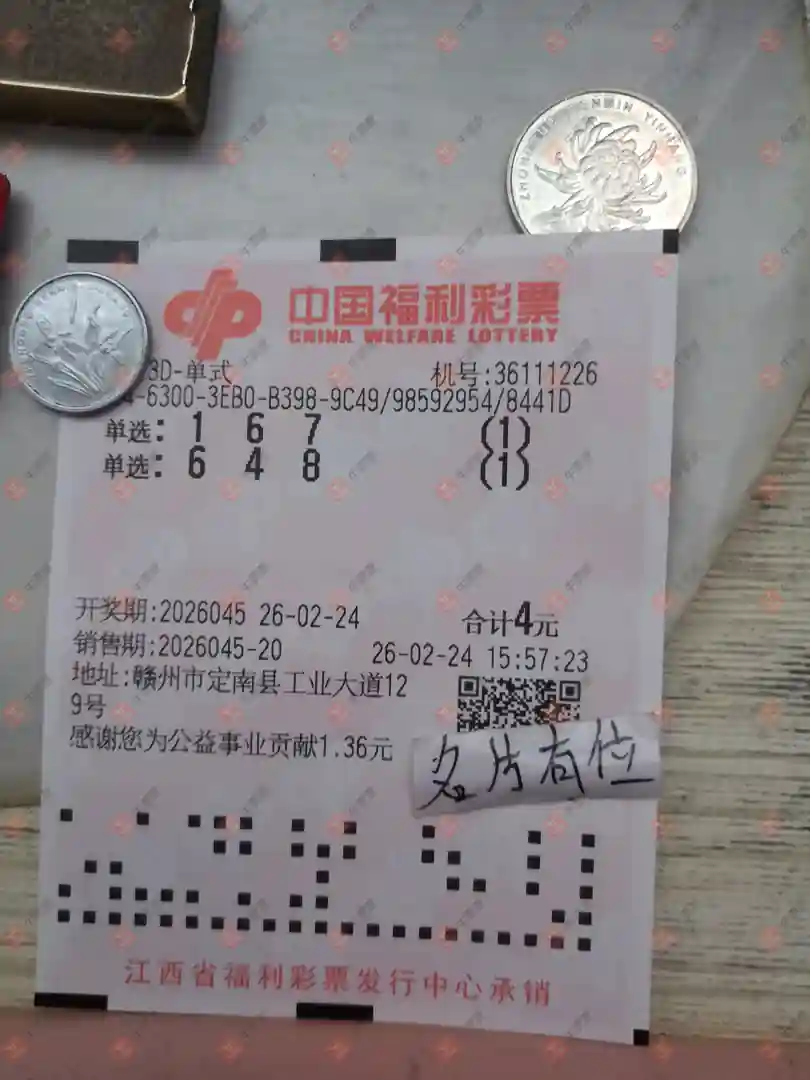 ZHONGGUO RENMIN YINHANG
中国福利彩票
CHINA WELFARE LOTTERY
3D-单式 机号:36111226
-6300-3EB0-B398-9C49/98592954/8441D
单选: 1 6 7 (1)
单选: 6 4 8 (1)
开奖期:2026045 26-02-24 合计4元
销售期:2026045-20 26-02-24 15:57:23
地址:赣州市定南县工业大道12
9号
感谢您为公益事业贡献1.36元
名片有位
江西省福利彩票发行中心承销